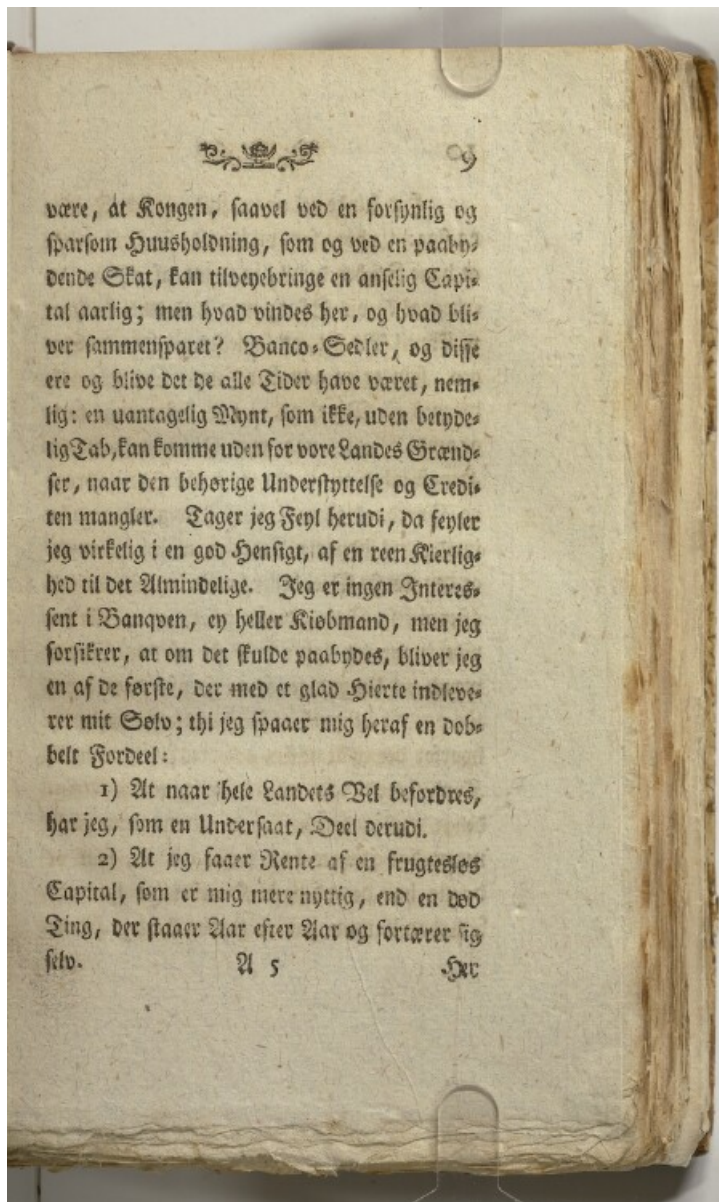 9
være, at Kongen, saavel ved en forsynlig og
sparsom Huusholdning, som og ved en paaby-
dende Skat, kan tilveyebringe en anselig Capi-
tal aarlig; men hvad vindes her, og hvad bli-
ver sammensparet? Banco-Sedler, og disse
ere og blive det de alle Tider have været, nem-
lig: en uantagelig Mynt, som ikke, uden betyde-
lig Tab, kan komme uden for vore Landes Grænd-
ser, naar den behørige Understyttelse og Credi-
ten mangler. Tager jeg Feyl herudi, da feyler
jeg virkelig i en god Hensigt, af en reen Kierlig-
hed til det Almindelige. Jeg er ingen Interes-
sent i Banqven, ey heller Kiøbmand, men jeg
forsikrer, at om det skulde paabydes, bliver jeg
en af de første, der med et glad Hierte indleve-
rer mit Sølv; thi jeg spaaer mig heraf en dob-
belt Fordeel:
1) At naar hele Landets Vel befordres,
har jeg, som en Undersaat, Deel derudi.
2) At jeg faaer Rente af en frugtesløs
Capital, som er mig mere nyttig, end en død
Ting, der staaer Aar efter Aar og fortærer sig
selv. A 5 Her